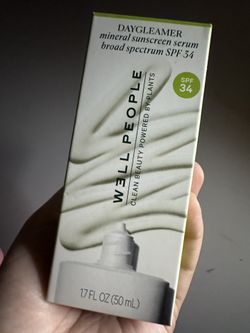 DAYGLEAMER
mineral sunscreen serum
broad spectrum SPF 34
SPF
34
W3LL PEOPLE
CLEAN BEAUTY POWERED BY PLANTS
1.7 FL OZ (50 mL)